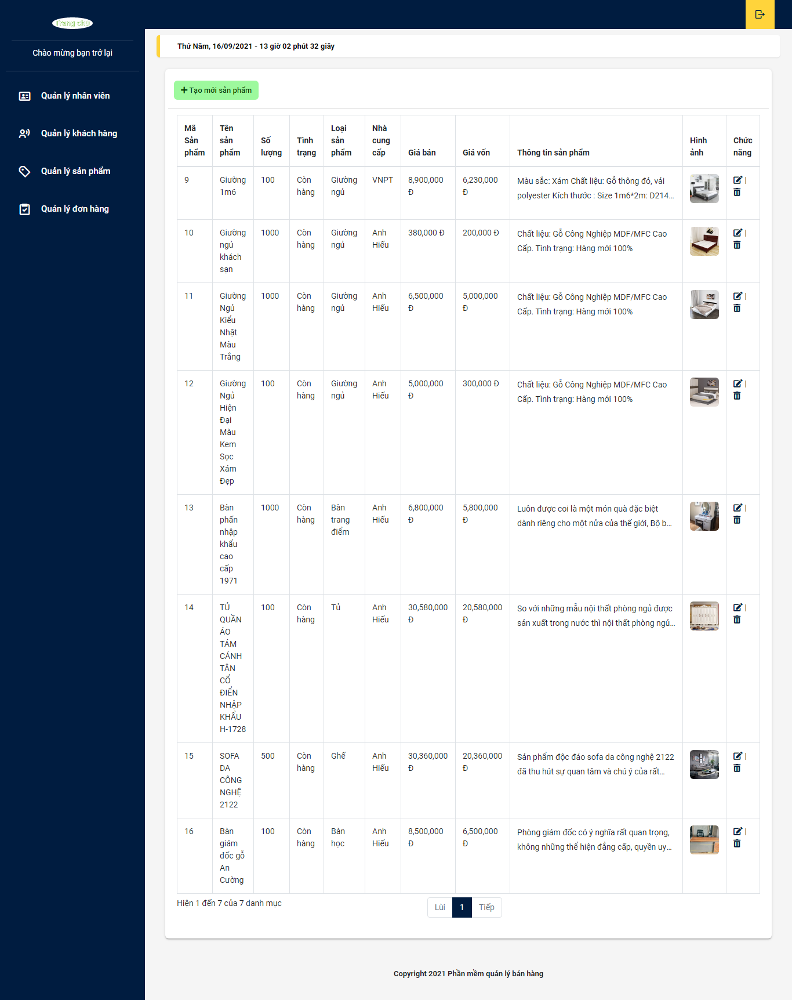 Trang chủ
Chào mừng bạn trở lại
Quản lý nhân viên
Quản lý khách hàng
Quản lý sản phẩm
Quản lý đơn hàng
Thứ Năm, 16/09/2021 - 13 giờ 02 phút 32 giây
Tạo mới sản phẩm
Mã Sản phẩm
Tên sản phẩm
Số lượng
Tình trạng
Loại sản phẩm
Nhà cung cấp
Giá bán
Giá vốn
Thông tin sản phẩm
Hình ảnh
Chức năng
9
Giường 1m6
100
Còn hàng
Giường ngủ
VNPT
8,900,000 Đ
6,230,000 Đ
Màu sắc: Xám Chất liệu: Gỗ thông đỏ, vải
polyester Kích thước : Size 1m6*2m: D214...
|
10
Giường ngủ khách sạn
1000
Còn hàng
Giường ngủ
Anh Hiếu
380,000 Đ
200,000 Đ
Chất liệu: Gỗ Công Nghiệp MDF/MFC Cao
Cấp. Tình trạng: Hàng mới 100%
|
11
Giường Ngủ Kiểu Nhật Màu Trắng
1000
Còn hàng
Giường ngủ
Anh Hiếu
6,500,000 Đ
5,000,000 Đ
Chất liệu: Gỗ Công Nghiệp MDF/MFC Cao
Cấp. Tình trạng: Hàng mới 100%
|
12
Giường Ngủ Hiện Đại Màu Kem Sọc Xám Đẹp
100
Còn hàng
Giường ngủ
Anh Hiếu
5,000,000 Đ
300,000 Đ
Chất liệu: Gỗ Công Nghiệp MDF/MFC Cao
Cấp. Tình trạng: Hàng mới 100%
|
13
Bàn phấn nhập khẩu cao cấp 1971
1000
Còn hàng
Bàn trang điểm
Anh Hiếu
6,800,000 Đ
5,800,000 Đ
Luôn được coi là một món quà đặc biệt
dành riêng cho một nửa của thế giới, Bộ b...
|
14
TỦ QUẦN ÁO TÁM CÁNH TÂN CỔ ĐIỂN NHẬP KHẨU H-1728
100
Còn hàng
Tủ
Anh Hiếu
30,580,000 Đ
20,580,000 Đ
So với những mẫu nội thất phòng ngủ được
sản xuất trong nước thì nội thất phòng ngủ...
|
15
SOFA DA CÔNG NGHỆ 2122
500
Còn hàng
Ghế
Anh Hiếu
30,360,000 Đ
20,360,000 Đ
Sản phẩm độc đáo sofa da công nghệ 2122
đã thu hút sự quan tâm và chú ý của rất...
|
16
Bàn giám đốc gỗ An Cường
100
Còn hàng
Bàn học
Anh Hiếu
8,500,000 Đ
6,500,000 Đ
Phòng giám đốc có ý nghĩa rất quan trọng,
không những thể hiện đẳng cấp, quyền uy...
|
Hiện 1 đến 7 của 7 danh mục
Lùi
1
Tiếp
Copyright 2021 Phần mềm quản lý bán hàng